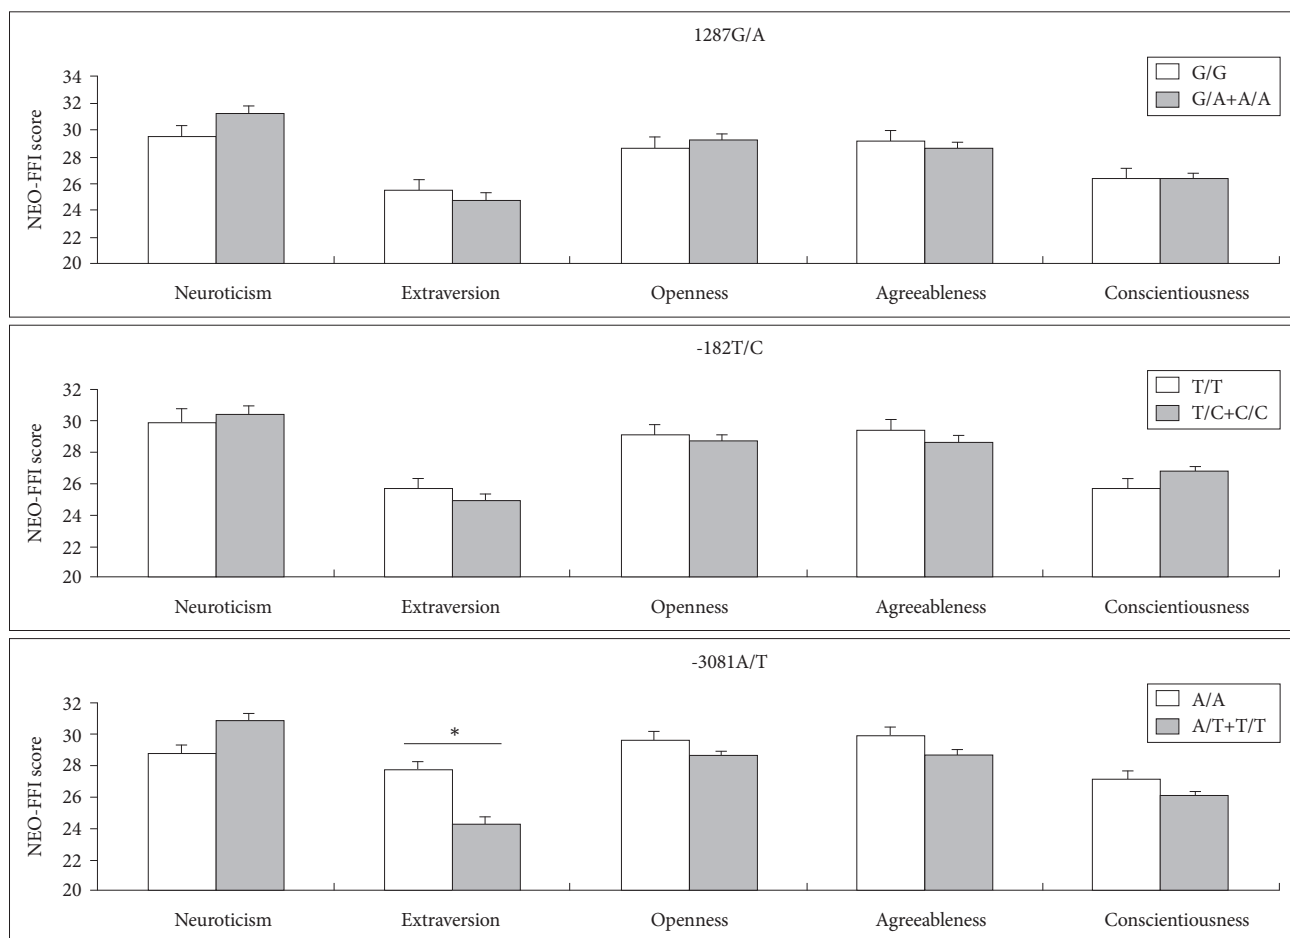 1287G/A
G/G
G/A+A/A
NEO-FFI score
34
32
30
28
26
24
22
20
Neuroticism Extraversion Openness Agreeableness Conscientiousness
-182T/C
T/T
T/C+C/C
NEO-FFI score
32
30
28
26
24
22
20
Neuroticism Extraversion Openness Agreeableness Conscientiousness
-3081A/T
A/A
A/T+T/T
NEO-FFI score
32
30
28
26
24
22
20
*
Neuroticism Extraversion Openness Agreeableness Conscientiousness